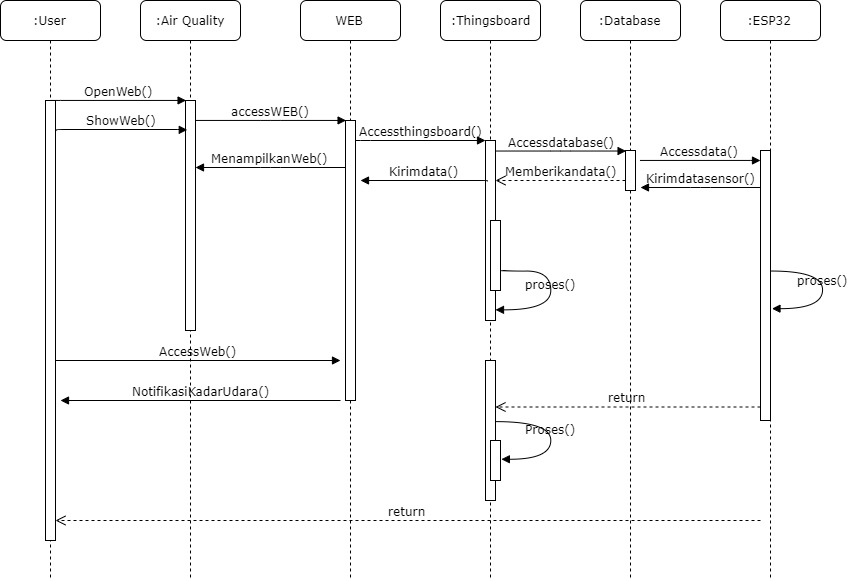 :User
:Air Quality
WEB
:Thingsboard
:Database
:ESP32
OpenWeb()
accessWEB()
ShowWeb()
Accessthingsboard()
Accessdatabase()
Accessdata()
MenampilkanWeb()
Kirimdata()
Memberikandata()
Kirimdatasensor()
proses()
proses()
AccessWeb()
NotifikasiKadarUdara()
return
Proses()
return